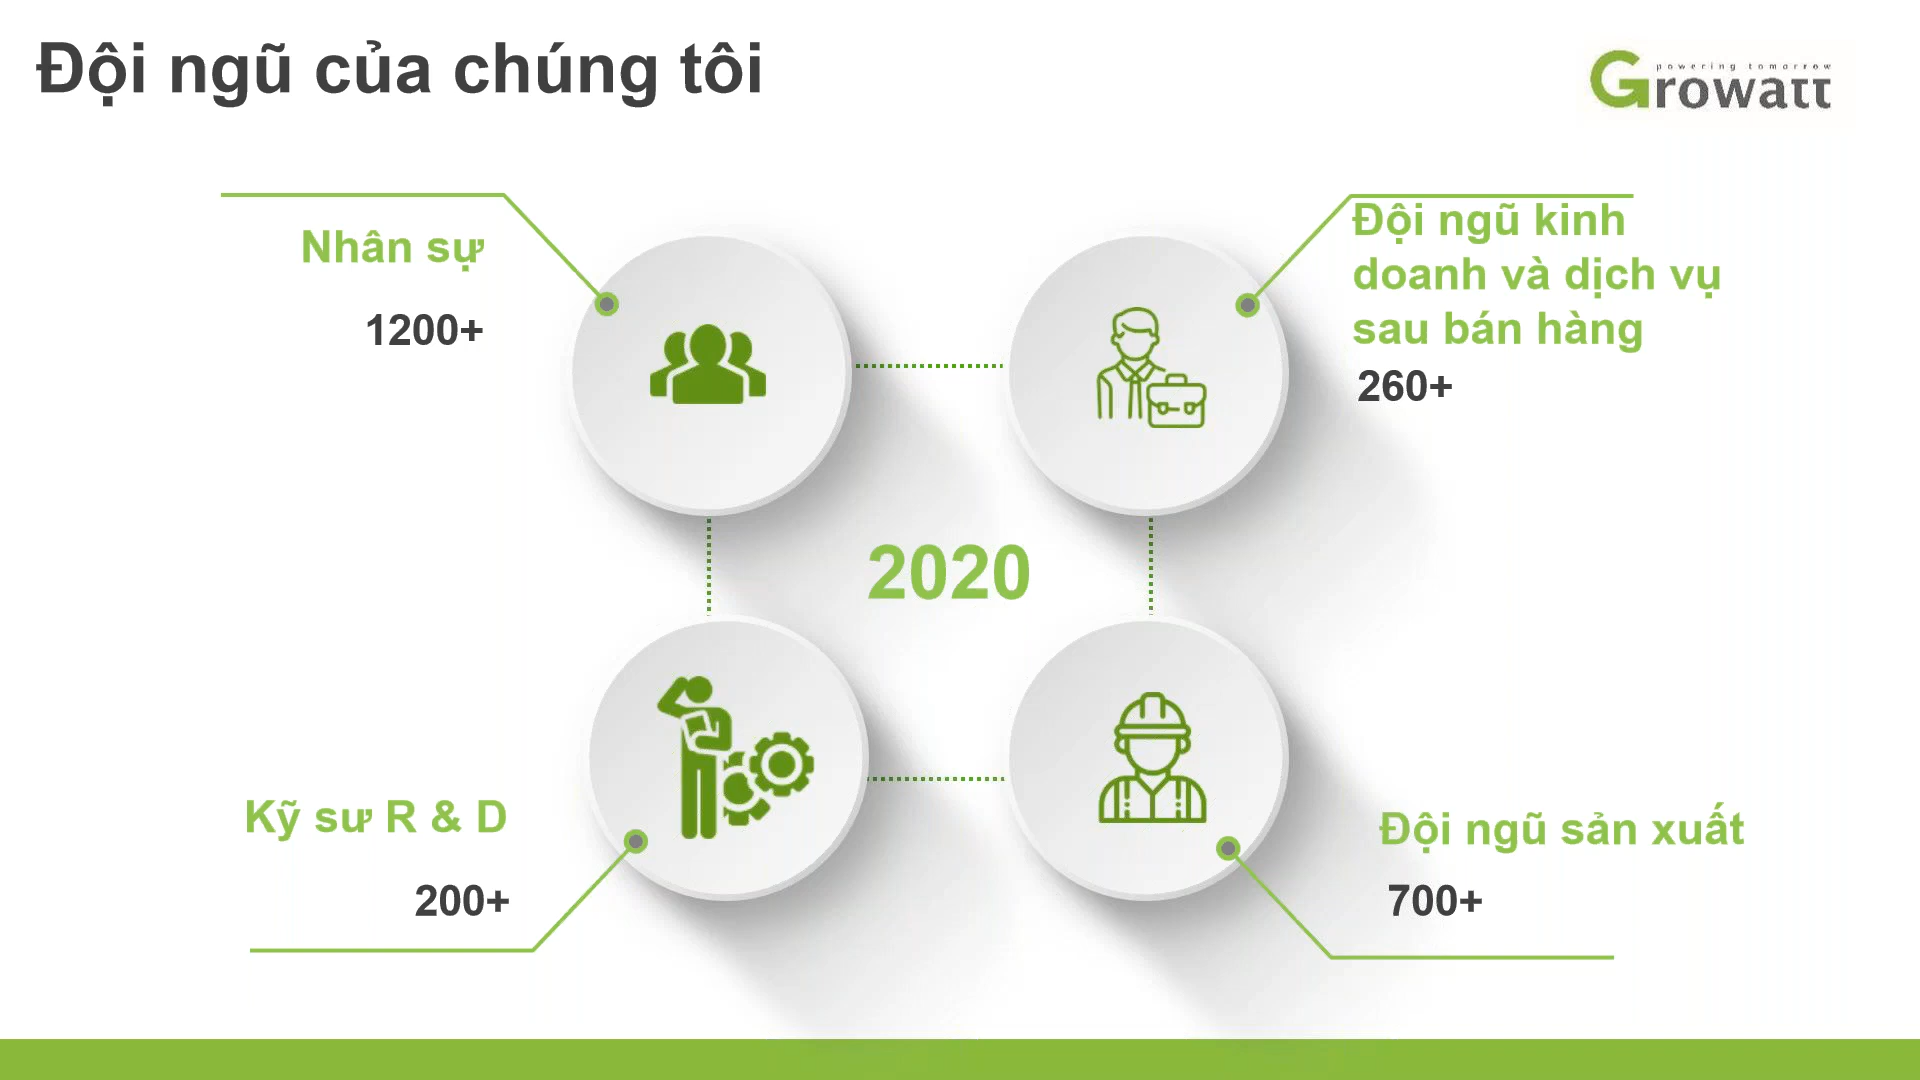 Đội ngũ của chúng tôi
powering tomorrow
Growatt
Nhân sự
1200+
Đội ngũ kinh
doanh và dịch vụ
sau bán hàng
260+
2020
Kỹ sư R & D
200+
Đội ngũ sản xuất
700+